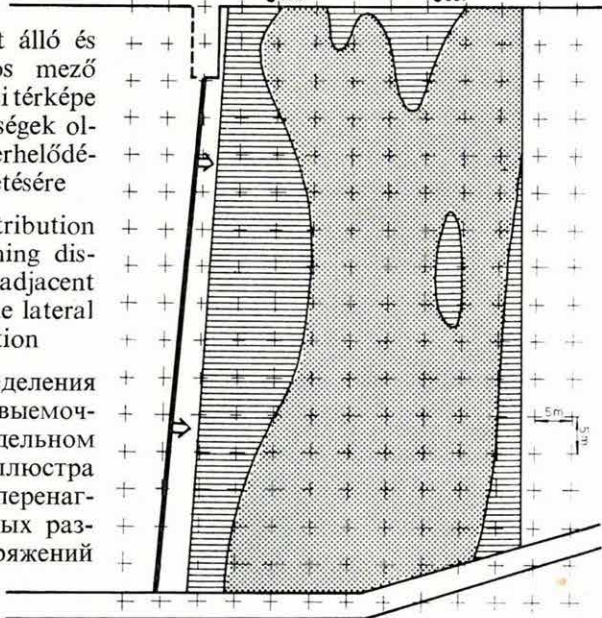 t álló és
os mező
i térképe
ségek ol-
erhelődé-
etésére
tribution
ning dis-
adjacent
e lateral
tion
деления
выемоч-
дельном
ллюстра
перенаг-
ых раз-
ряжений
5m
5m